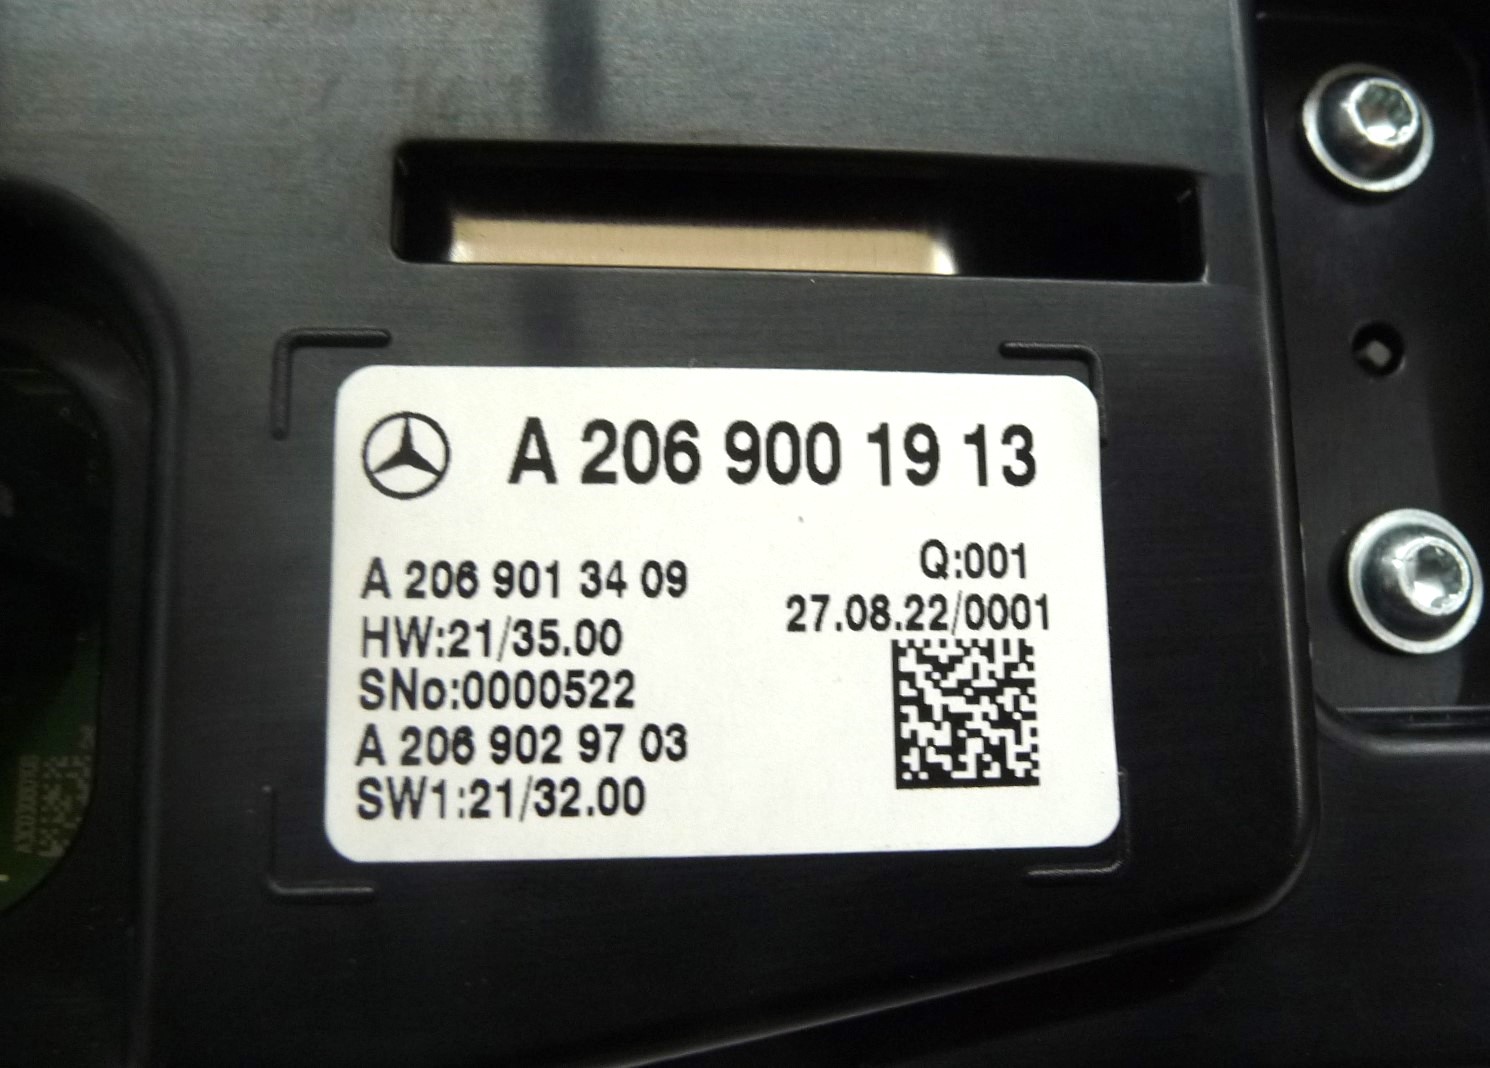 A 206 900 19 13
A 206 901 34 09
HW:21/35.00
SNo:0000522
A 206 902 97 03
SW1:21/32.00
Q:001
27.08.22/0001